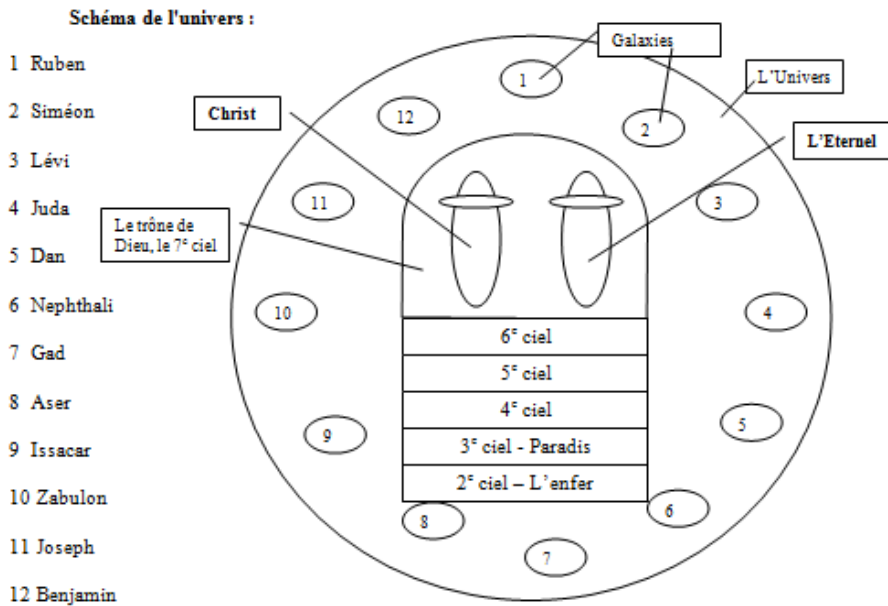 Schéma de l'univers :
1 Ruben
2 Siméon
3 Lévi
4 Juda
5 Dan
6 Nephthali
7 Gad
8 Aser
9 Issacar
10 Zabulon
11 Joseph
12 Benjamin
Galaxies
L'Univers
Christ
L'Eternel
Le trône de
Dieu, le 7e ciel
1
2
3
4
5
6
7
8
9
10
11
12
6e ciel
5e ciel
4e ciel
3e ciel - Paradis
2e ciel – L'enfer